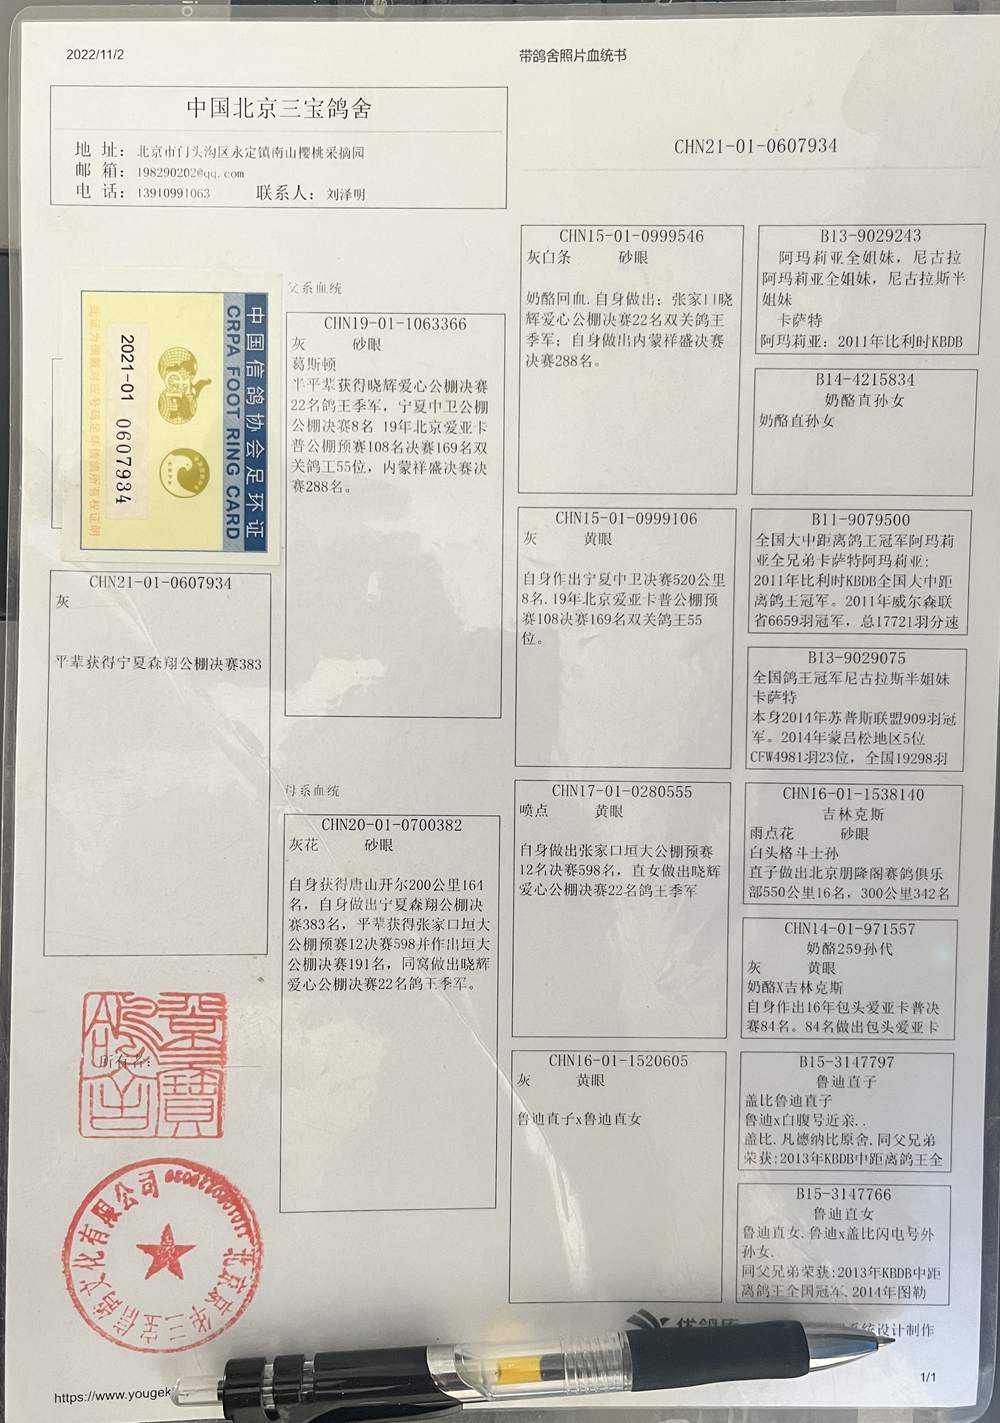 2022/11/2
带鸽舍照片血统书
中国北京三宝鸽舍
地 址： 北京市门头沟区永定镇南山樱桃采摘园
邮 箱： 198290202@qq.com
电 话： 13910991063 联系人： 刘泽明
CHN21-01-0607934
中国信鸽协会足环证
CRPA FOOT RING CARD
2021-01 0607934
CHN21-01-0607934
灰
平辈获得宁夏森翔公棚决赛383
父系血统
CHN19-01-1063366
灰 砂眼
葛斯顿
半平辈获得晓辉爱心公棚决赛
22名鸽王季军，宁夏中卫公棚
公棚决赛8名 19年北京爱亚卡
普公棚预赛108名决赛169名双
关鸽王55位，内蒙祥盛决赛决
赛288名。
母系血统
CHN20-01-0700382
灰花 砂眼
自身获得唐山开尔200公里164
名，自身做出宁夏森翔公棚决
赛383名，平辈获得张家口垣大
公棚预赛12决赛598并作出垣大
公棚决赛191名，同窝做出晓辉
爱心公棚决赛22名鸽王季军。
CHN15-01-0999546
灰白条 砂眼
奶酪回血.自身做出：张家口晓
辉爱心公棚决赛22名双关鸽王
季军；自身做出内蒙祥盛决赛
决赛288名。
CHN15-01-0999106
灰 黄眼
自身作出宁夏中卫决赛520公里
8名.19年北京爱亚卡普公棚预
赛108决赛169名双关鸽王55
位。
CHN17-01-0280555
喷点 黄眼
自身做出张家口垣大公棚预赛
12名决赛598名，直女做出晓辉
爱心公棚决赛22名鸽王季军
CHN16-01-1520605
灰 黄眼
鲁迪直子x鲁迪直女
B13-9029243
阿玛莉亚全姐妹，尼古拉
阿玛莉亚全姐妹，尼古拉斯半
姐妹
卡萨特
阿玛莉亚：2011年比利时KBDB
B14-4215834
奶酪直孙女
奶酪直孙女
B11-9079500
全国大中距离鸽王冠军阿玛莉
亚全兄弟卡萨特阿玛莉亚:
2011年比利时KBDB全国大中距
离鸽王冠军。2011年威尔森联
省6659羽冠军，总17721羽分速
B13-9029075
全国鸽王冠军尼古拉斯半姐妹
卡萨特
本身2014年苏普斯联盟909羽冠
军。2014年蒙吕松地区5位
CFW4981羽23位，全国19298羽
CHN16-01-1538140
吉林克斯
雨点花 砂眼
白头格斗士孙
直子做出北京朋隆阁赛鸽俱乐
部550公里16名，300公里342名
CHN14-01-971557
奶酪259孙代
灰 黄眼
奶酪X吉林克斯
自身作出16年包头爱亚卡普决
赛84名。84名做出包头爱亚卡
B15-3147797
鲁迪直子
盖比鲁迪直子
鲁迪x白腹号近亲..
盖比.凡德纳比原舍.同父兄弟
荣获:2013年KBDB中距离鸽王全
B15-3147766
鲁迪直女
鲁迪直女.鲁迪x盖比闪电号外
孙女.
同父兄弟荣获:2013年KBDB中距
离鸽王全国冠军.2014年图勒
所有者:
系统设计制作
https://www.yougek
1/1